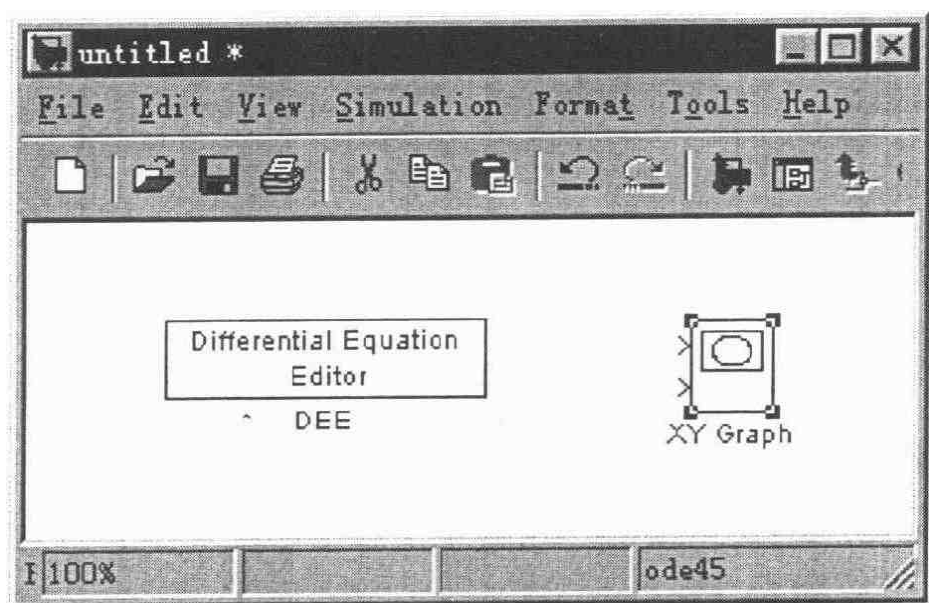 untitled *
File Edit View Simulation Format Tools Help
Differential Equation
Editor
DEE
XY Graph
100%
ode45